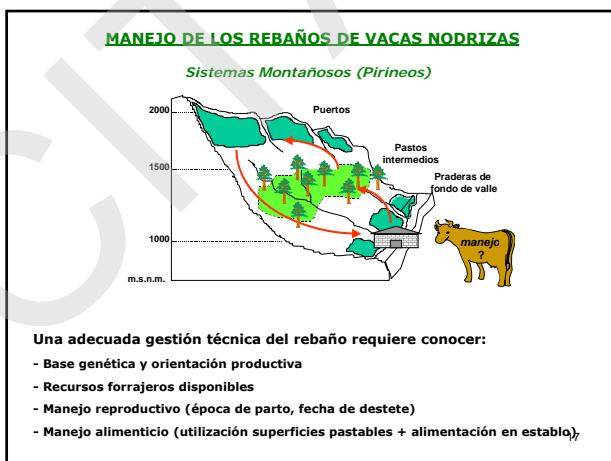 MANEJO DE LOS REBAÑOS DE VACAS NODRIZAS
Sistemas Montañosos (Pirineos)
2000
Puertos
Pastos
intermedios
1500
Praderas de
fondo de valle
1000
manejo
?
m.s.n.m.
Una adecuada gestión técnica del rebaño requiere conocer:
- Base genética y orientación productiva
- Recursos forrajeros disponibles
- Manejo reproductivo (época de parto, fecha de destete)
- Manejo alimenticio (utilización superficies pastables + alimentación en establo)
17
CITA